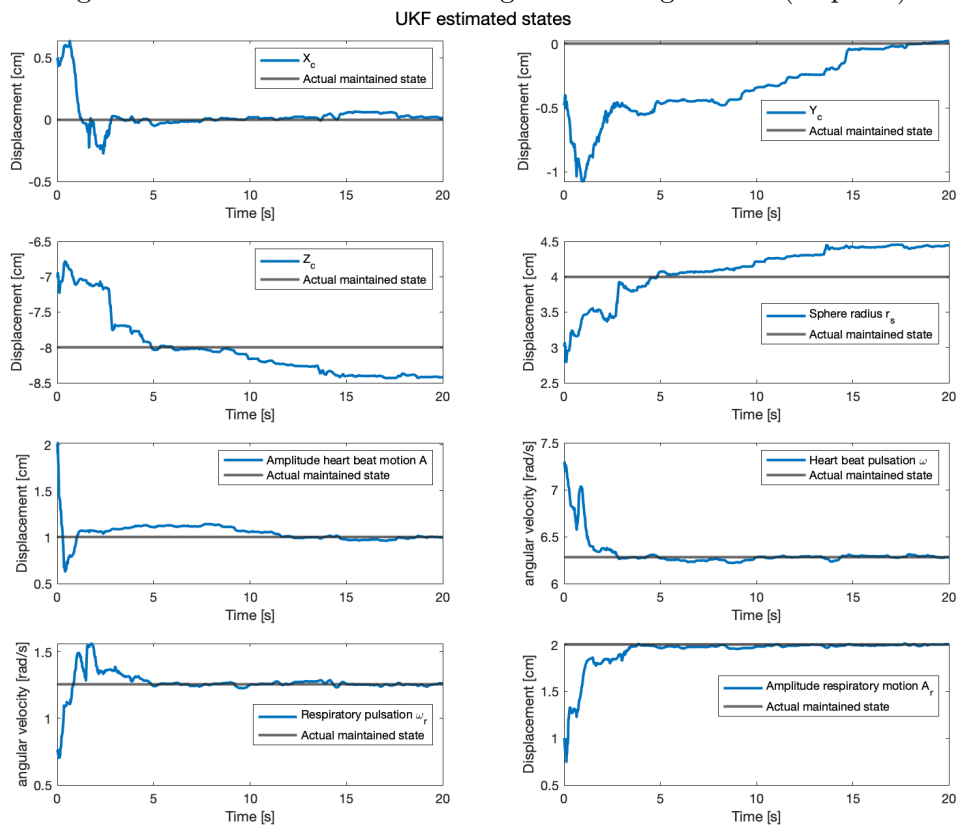 UKF estimated states
Displacement [cm]
0.5
0
-0.5
X_c
Actual maintained state
0 5 10 15 20
Time [s]
Displacement [cm]
0
-0.5
-1
Y_c
Actual maintained state
0 5 10 15 20
Time [s]
Displacement [cm]
-6.5
-7
-7.5
-8
-8.5
Z_c
Actual maintained state
0 5 10 15 20
Time [s]
Displacement [cm]
4.5
4
3.5
3
2.5
Sphere radius r_s
Actual maintained state
0 5 10 15 20
Time [s]
Displacement [cm]
2
1.5
1
0.5
Amplitude heart beat motion A
Actual maintained state
0 5 10 15 20
Time [s]
angular velocity [rad/s]
7.5
7
6.5
6
Heart beat pulsation ω
Actual maintained state
0 5 10 15 20
Time [s]
angular velocity [rad/s]
1.5
1
0.5
Respiratory pulsation ω_r
Actual maintained state
0 5 10 15 20
Time [s]
Displacement [cm]
2
1.5
1
0.5
Amplitude respiratory motion A_r
Actual maintained state
0 5 10 15 20
Time [s]